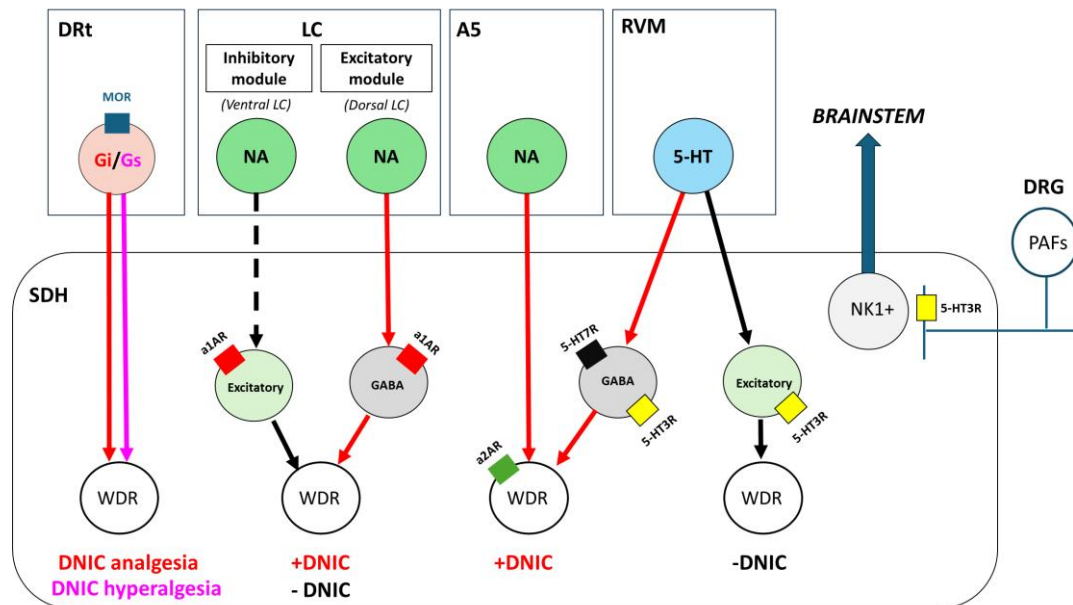 DRt
LC
A5
RVM
Inhibitory
module
Excitatory
module
(Ventral LC)
(Dorsal LC)
MOR
Gi/Gs
NA
NA
NA
5-HT
BRAINSTEM
DRG
PAFs
SDH
NK1+
5-HT3R
a1AR
Excitatory
a1AR
GABA
5-HT7R
GABA
5-HT3R
Excitatory
5-HT3R
a2AR
WDR
WDR
WDR
WDR
DNIC analgesia
DNIC hyperalgesia
+DNIC
- DNIC
+DNIC
-DNIC